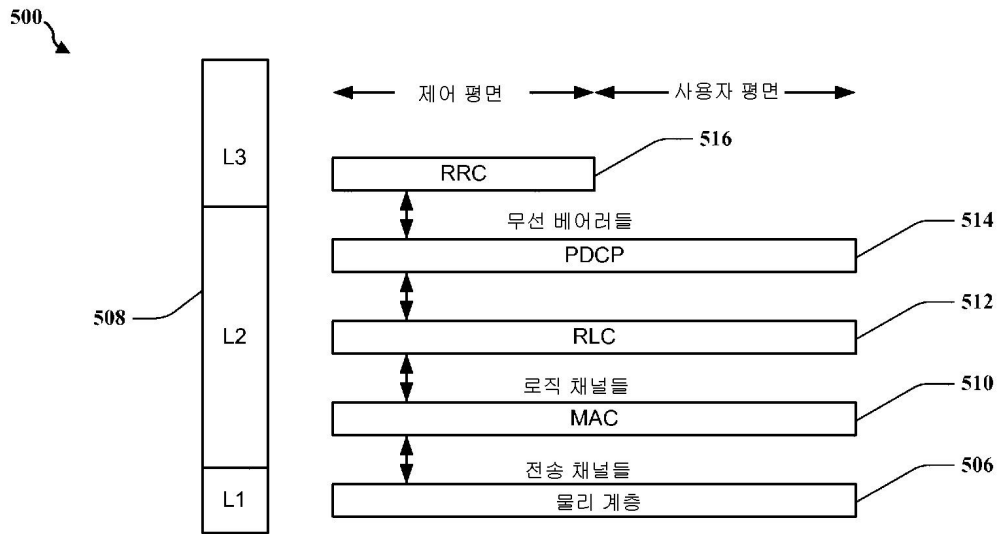 500
제어 평면
사용자 평면
L3
RRC
516
무선 베어러들
PDCP
514
508
L2
RLC
512
로직 채널들
MAC
510
전송 채널들
L1
물리 계층
506